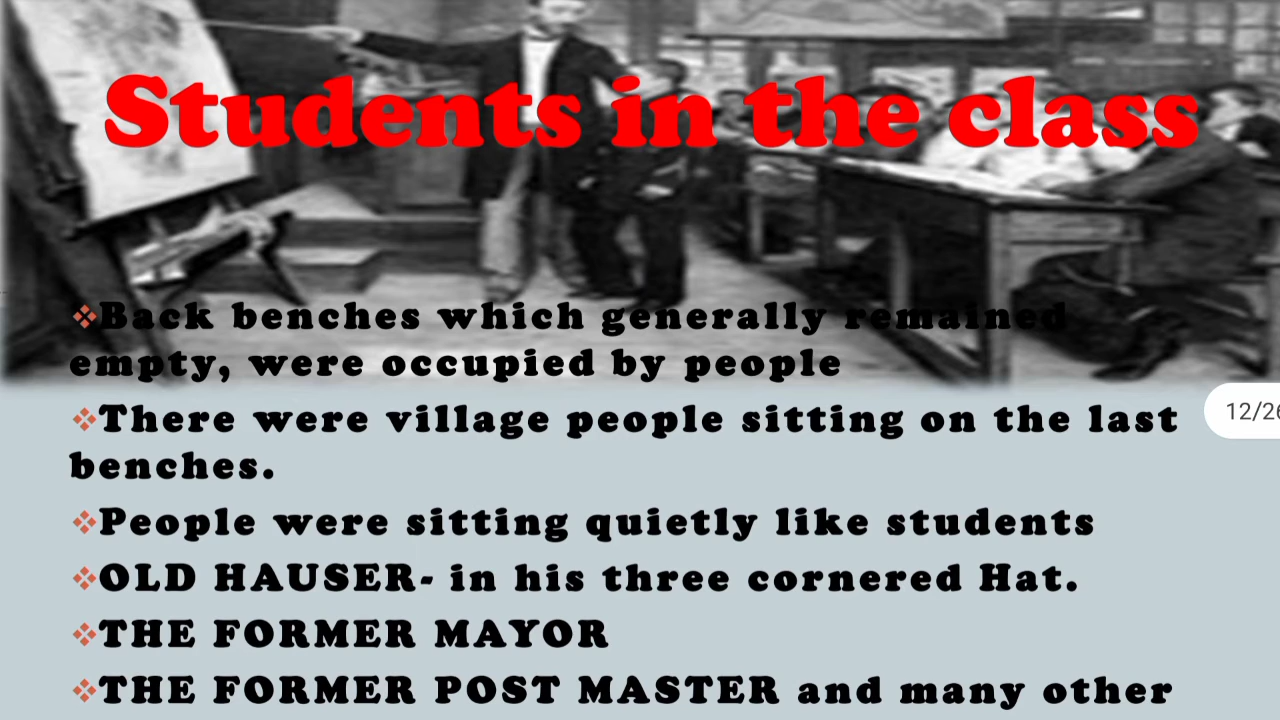 Students in the class
❖Back benches which generally remained
empty, were occupied by people
❖There were village people sitting on the last
benches.
❖People were sitting quietly like students
❖OLD HAUSER- in his three cornered Hat.
❖THE FORMER MAYOR
❖THE FORMER POST MASTER and many other
12/26